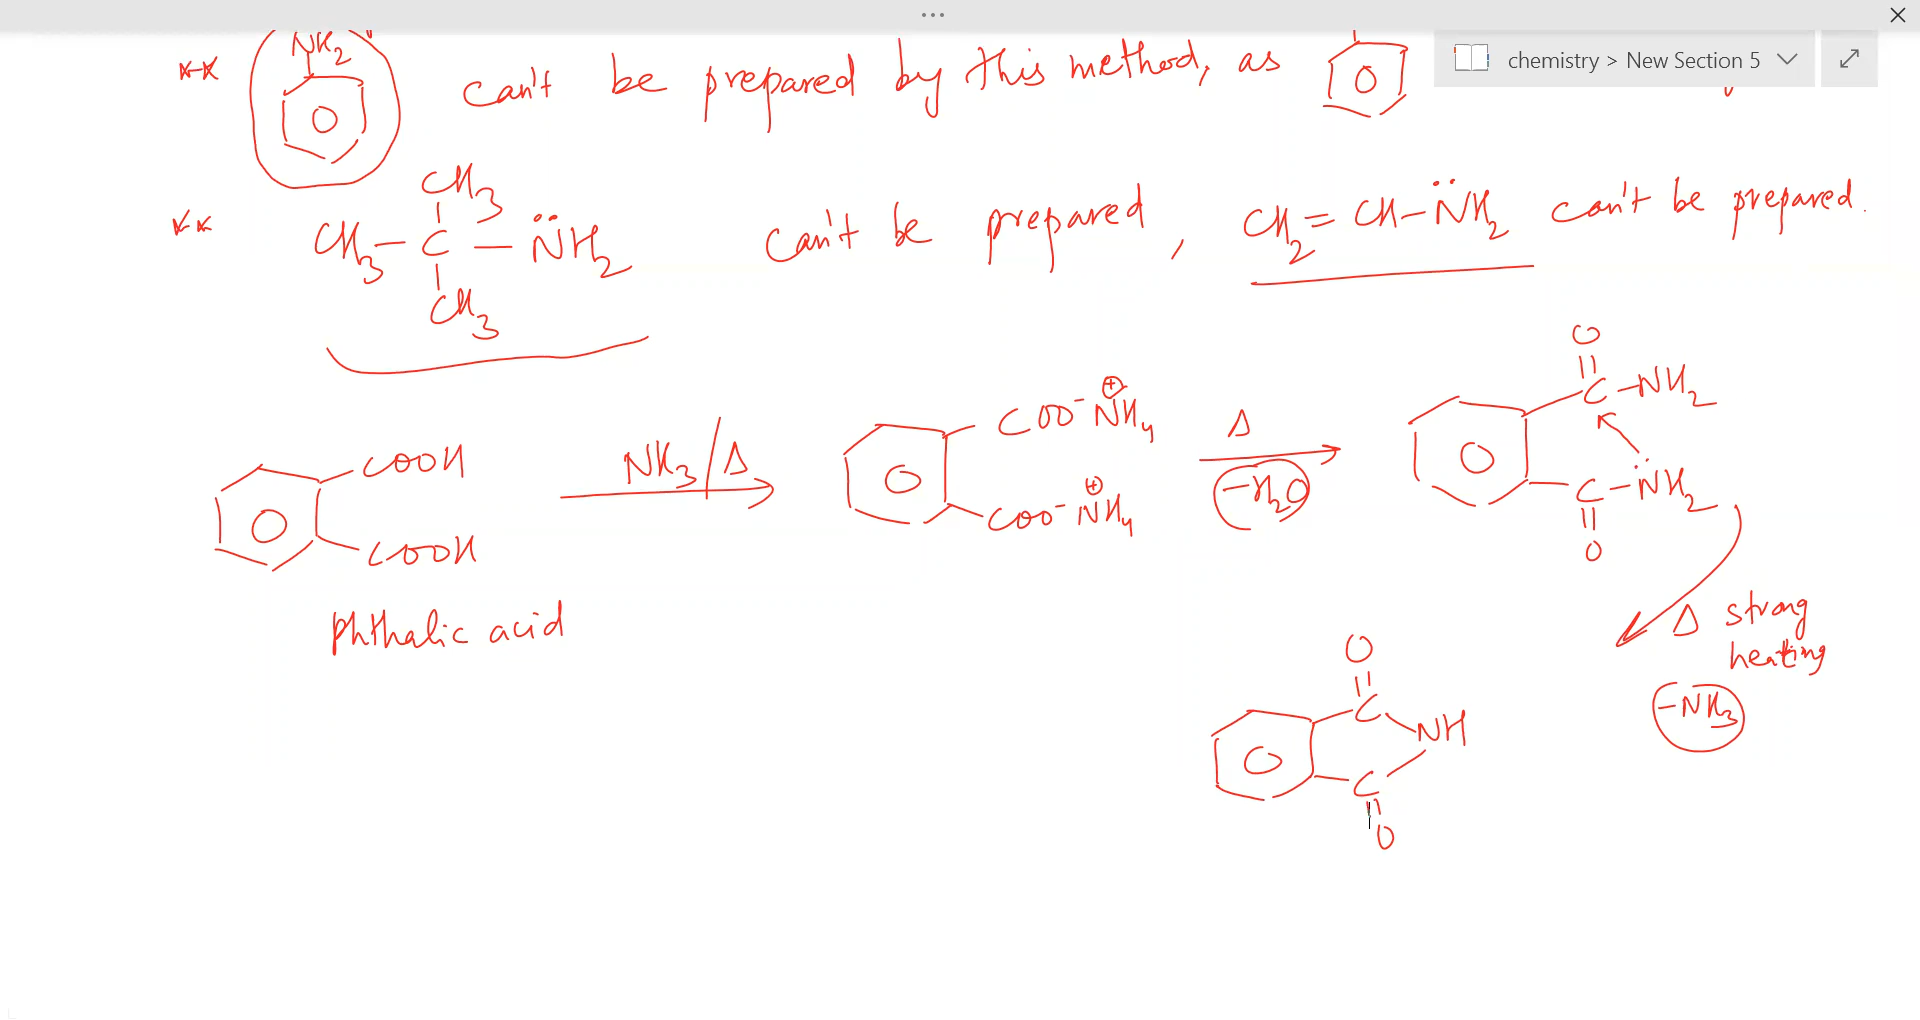 ...
NH2
** can't be prepared by this method, as
chemistry > New Section 5
CH3
** CH3-C-NH2 can't be prepared, CH2=CH-NH2 can't be prepared.
CH3
O
C-NH2
COOH NH3/Δ COO⁻N⁺H4 Δ
COOH COO⁻N⁺H4 -H2O C-NH2
O
Phthalic acid
Δ strong
heating
-NH3
O
C
NH
C
O